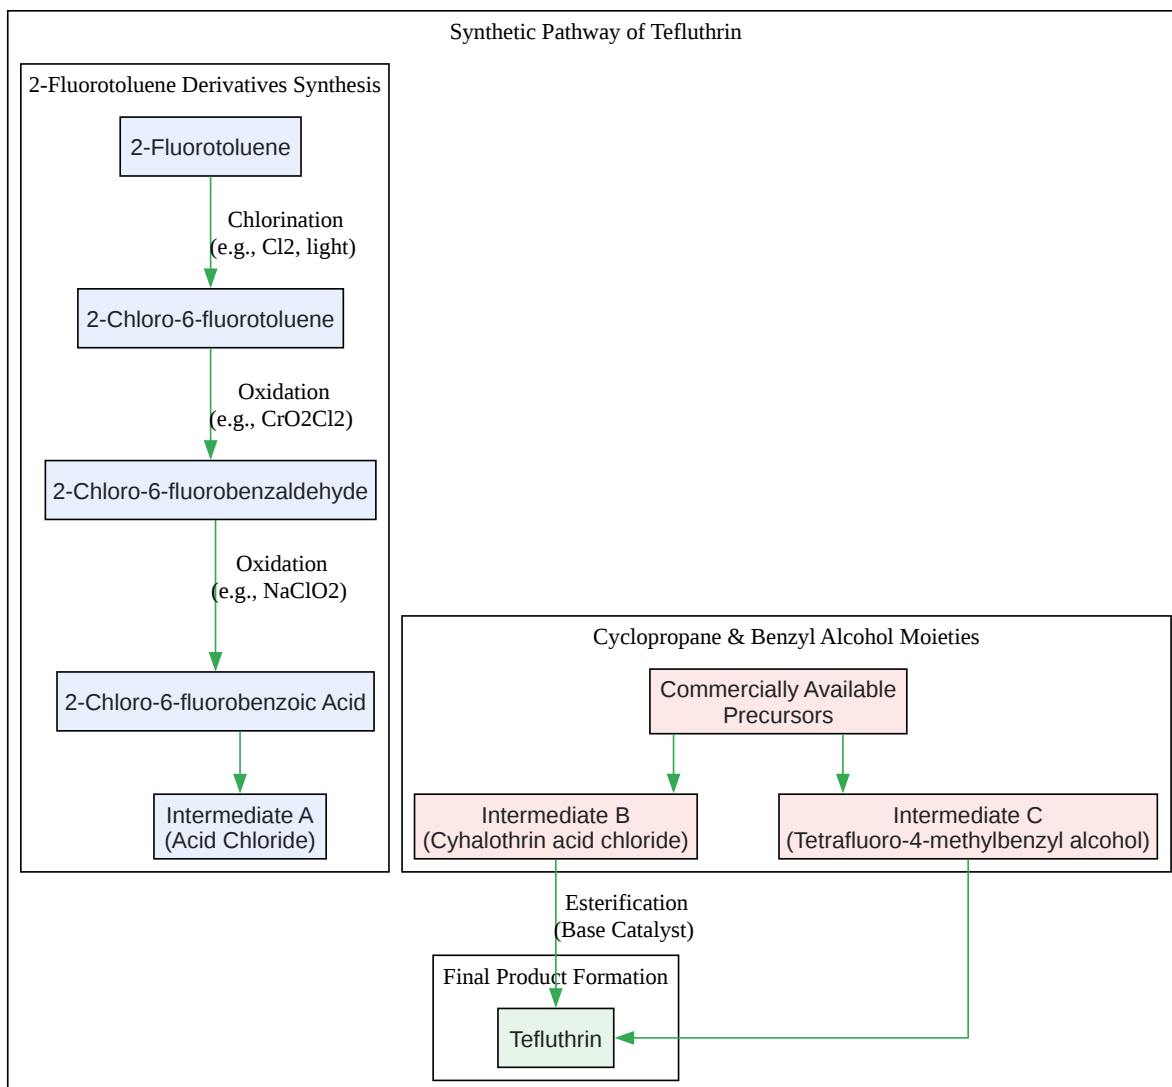 Synthetic Pathway of Tefluthrin
2-Fluorotoluene Derivatives Synthesis
2-Fluorotoluene
Chlorination
(e.g., Cl2, light)
2-Chloro-6-fluorotoluene
Oxidation
(e.g., CrO2Cl2)
2-Chloro-6-fluorobenzaldehyde
Oxidation
(e.g., NaClO2)
2-Chloro-6-fluorobenzoic Acid
Intermediate A
(Acid Chloride)
Cyclopropane & Benzyl Alcohol Moieties
Commercially Available
Precursors
Intermediate B
(Cyhalothrin acid chloride)
Intermediate C
(Tetrafluoro-4-methylbenzyl alcohol)
Esterification
(Base Catalyst)
Final Product Formation
Tefluthrin